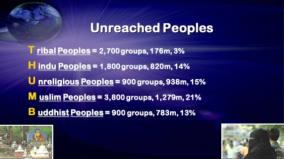 Unreached Peoples
Tribal Peoples = 2,700 groups, 176m, 3%
Hindu Peoples = 1,800 groups, 820m, 14%
Unreligious Peoples = 900 groups, 938m, 15%
Muslim Peoples = 3,800 groups, 1,279m, 21%
Buddhist Peoples = 900 groups, 783m, 13%